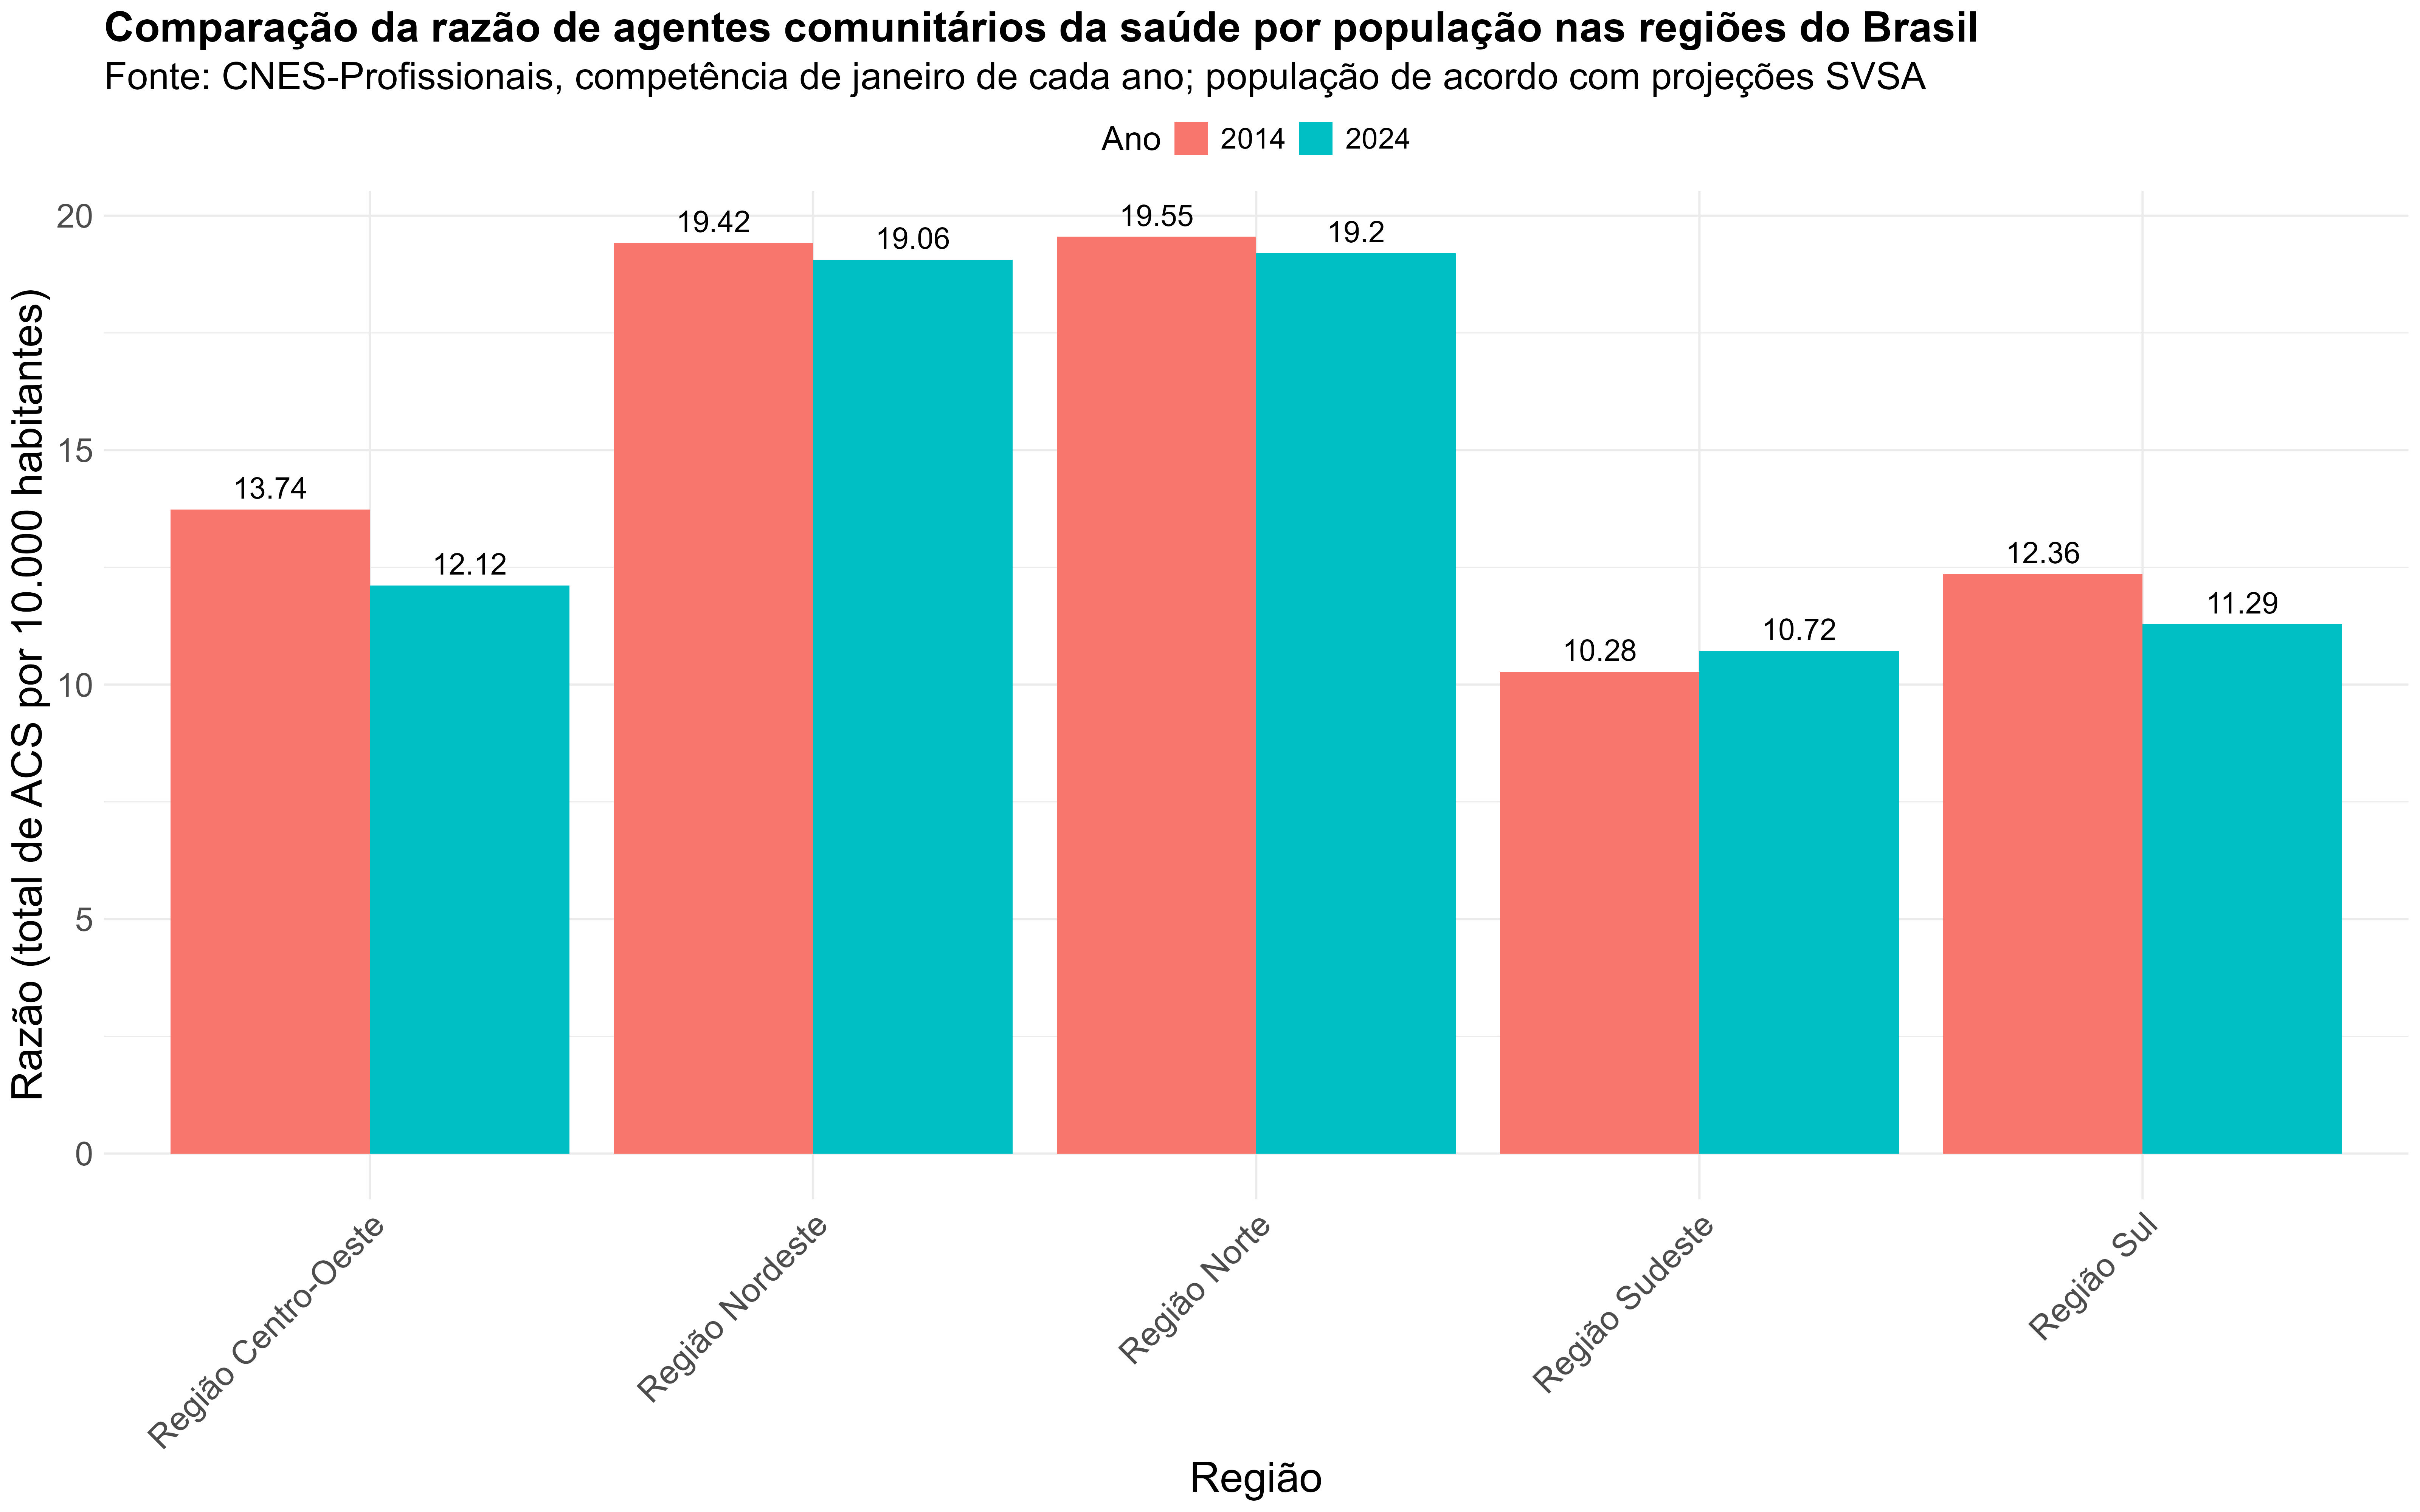 Comparação da razão de agentes comunitários da saúde por população nas regiões do Brasil
Fonte: CNES-Profissionais, competência de janeiro de cada ano; população de acordo com projeções SVSA
Ano 2014 2024
Razão (total de ACS por 10.000 habitantes)
20
15
10
5
0
13.74
12.12
19.42
19.06
19.55
19.2
10.28
10.72
12.36
11.29
Região Centro-Oeste
Região Nordeste
Região Norte
Região Sudeste
Região Sul
Região